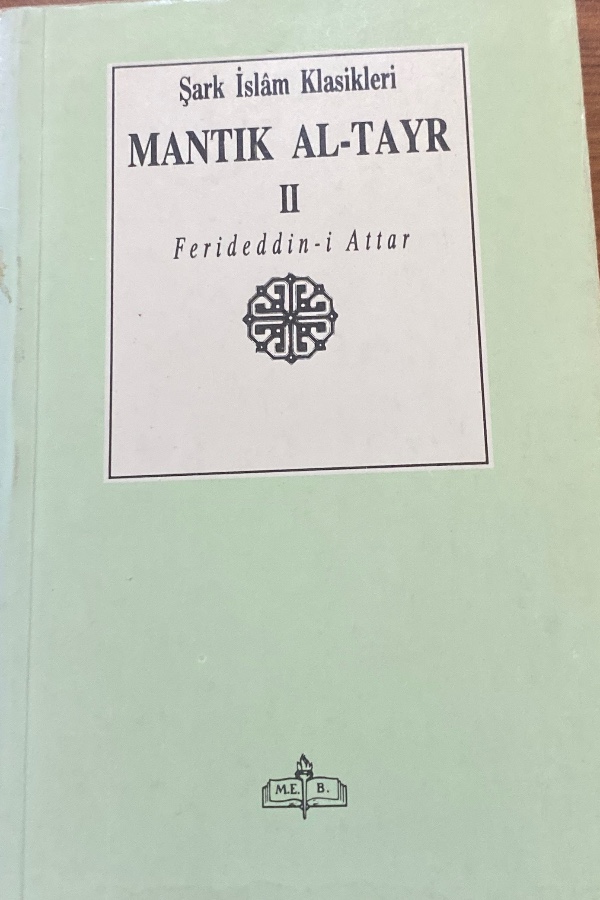 Şark İslâm Klasikleri
MANTIK AL-TAYR
II
Ferideddin-i Attar
M.E. B.